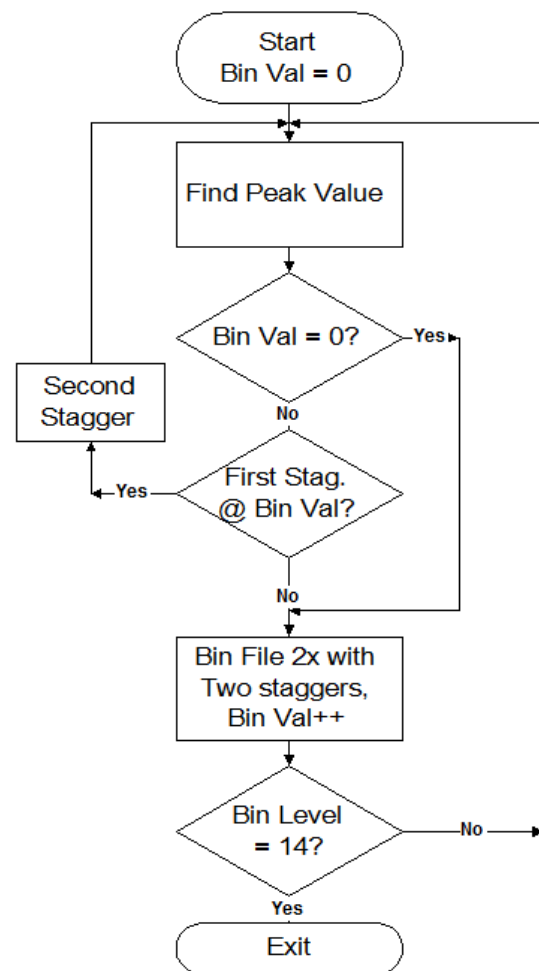 Start
Bin Val = 0
Find Peak Value
Bin Val = 0?
Yes
Second
Stagger
No
First Stag.
@ Bin Val?
Yes
No
Bin File 2x with
Two staggers,
Bin Val++
Bin Level
= 14?
No
Yes
Exit